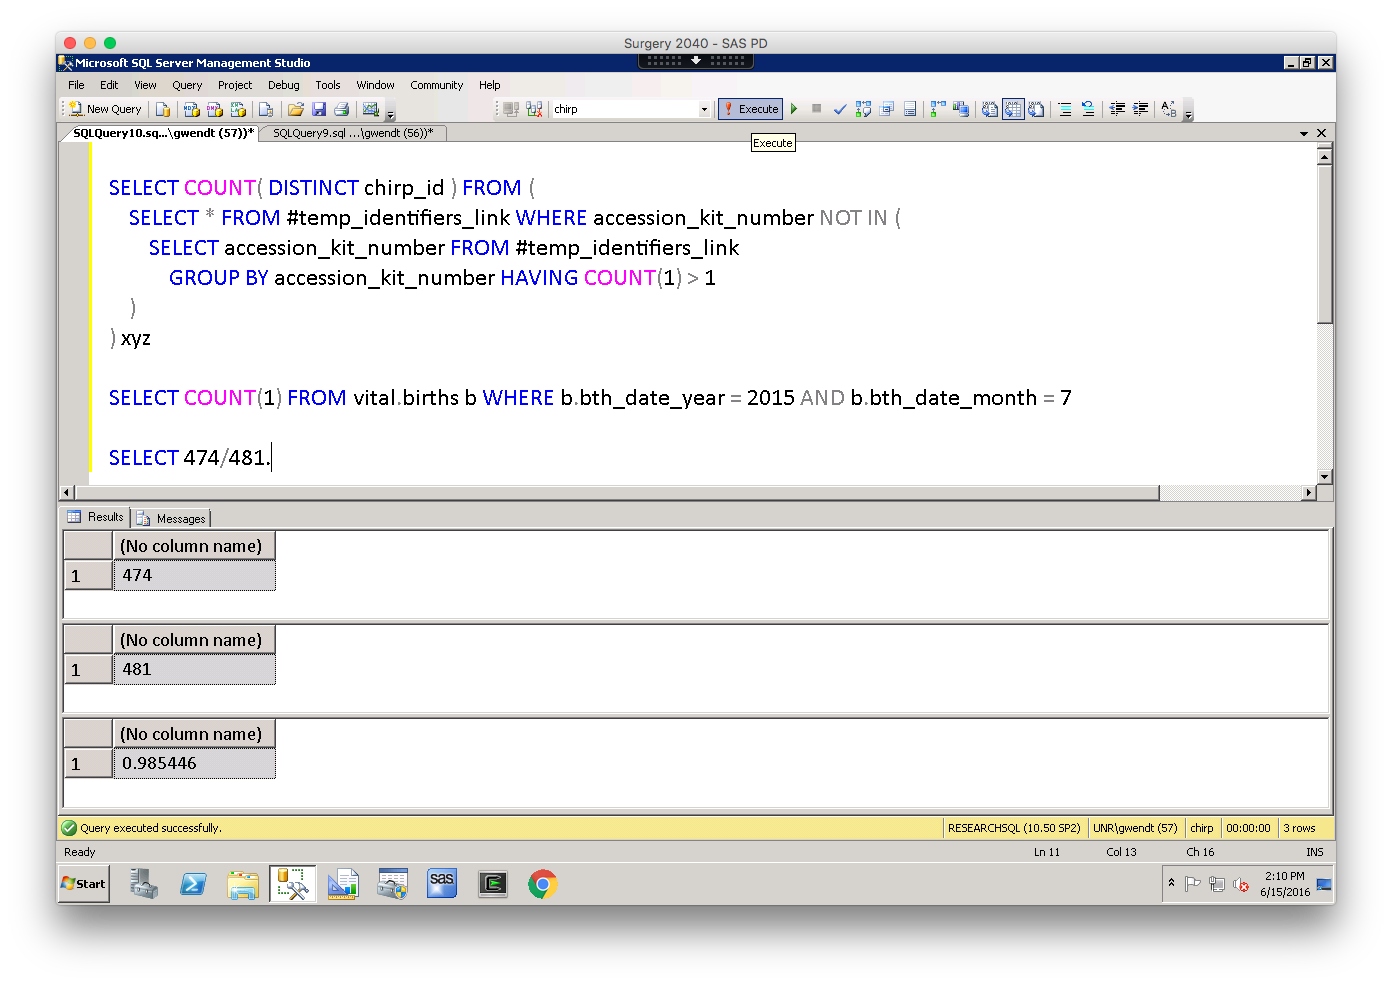 Surgery 2040 - SAS PD
Microsoft SQL Server Management Studio
File Edit View Query Project Debug Tools Window Community Help
New Query chirp Execute
SQLQuery10.sq...\gwendt (57))* SQLQuery9.sql ...\gwendt (56))*
Execute
SELECT COUNT( DISTINCT chirp_id ) FROM (
SELECT * FROM #temp_identifiers_link WHERE accession_kit_number NOT IN (
SELECT accession_kit_number FROM #temp_identifiers_link
GROUP BY accession_kit_number HAVING COUNT(1) > 1
)
) xyz
SELECT COUNT(1) FROM vital.births b WHERE b.bth_date_year = 2015 AND b.bth_date_month = 7
SELECT 474/481.
Results Messages
(No column name)
1 474
(No column name)
1 481
(No column name)
1 0.985446
Query executed successfully. RESEARCHSQL (10.50 SP2) UNR\gwendt (57) chirp 00:00:00 3 rows
Ready Ln 11 Col 13 Ch 16 INS
Start sas 2:10 PM
6/15/2016